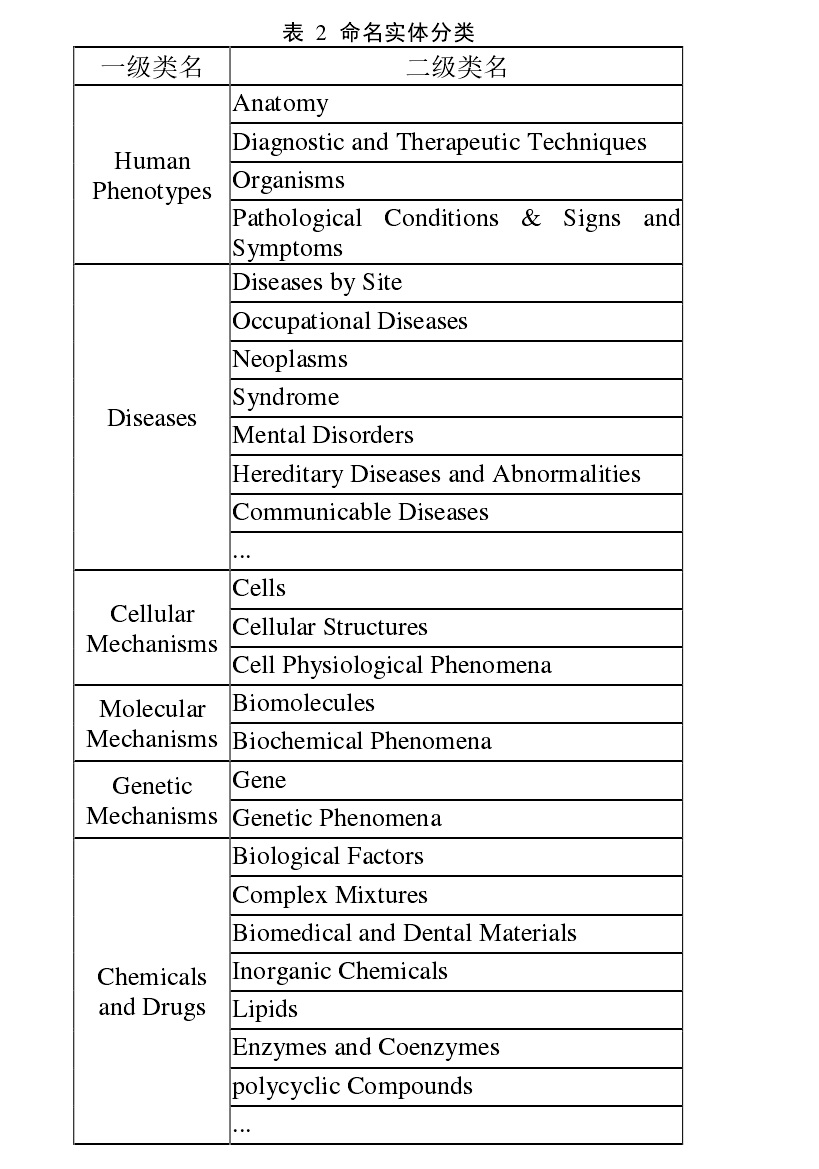 表 2 命名实体分类
一级类名
二级类名
Human
Phenotypes
Anatomy
Diagnostic and Therapeutic Techniques
Organisms
Pathological Conditions & Signs and
Symptoms
Diseases
Diseases by Site
Occupational Diseases
Neoplasms
Syndrome
Mental Disorders
Hereditary Diseases and Abnormalities
Communicable Diseases
...
Cellular
Mechanisms
Cells
Cellular Structures
Cell Physiological Phenomena
Molecular
Mechanisms
Biomolecules
Biochemical Phenomena
Genetic
Mechanisms
Gene
Genetic Phenomena
Chemicals
and Drugs
Biological Factors
Complex Mixtures
Biomedical and Dental Materials
Inorganic Chemicals
Lipids
Enzymes and Coenzymes
polycyclic Compounds
...